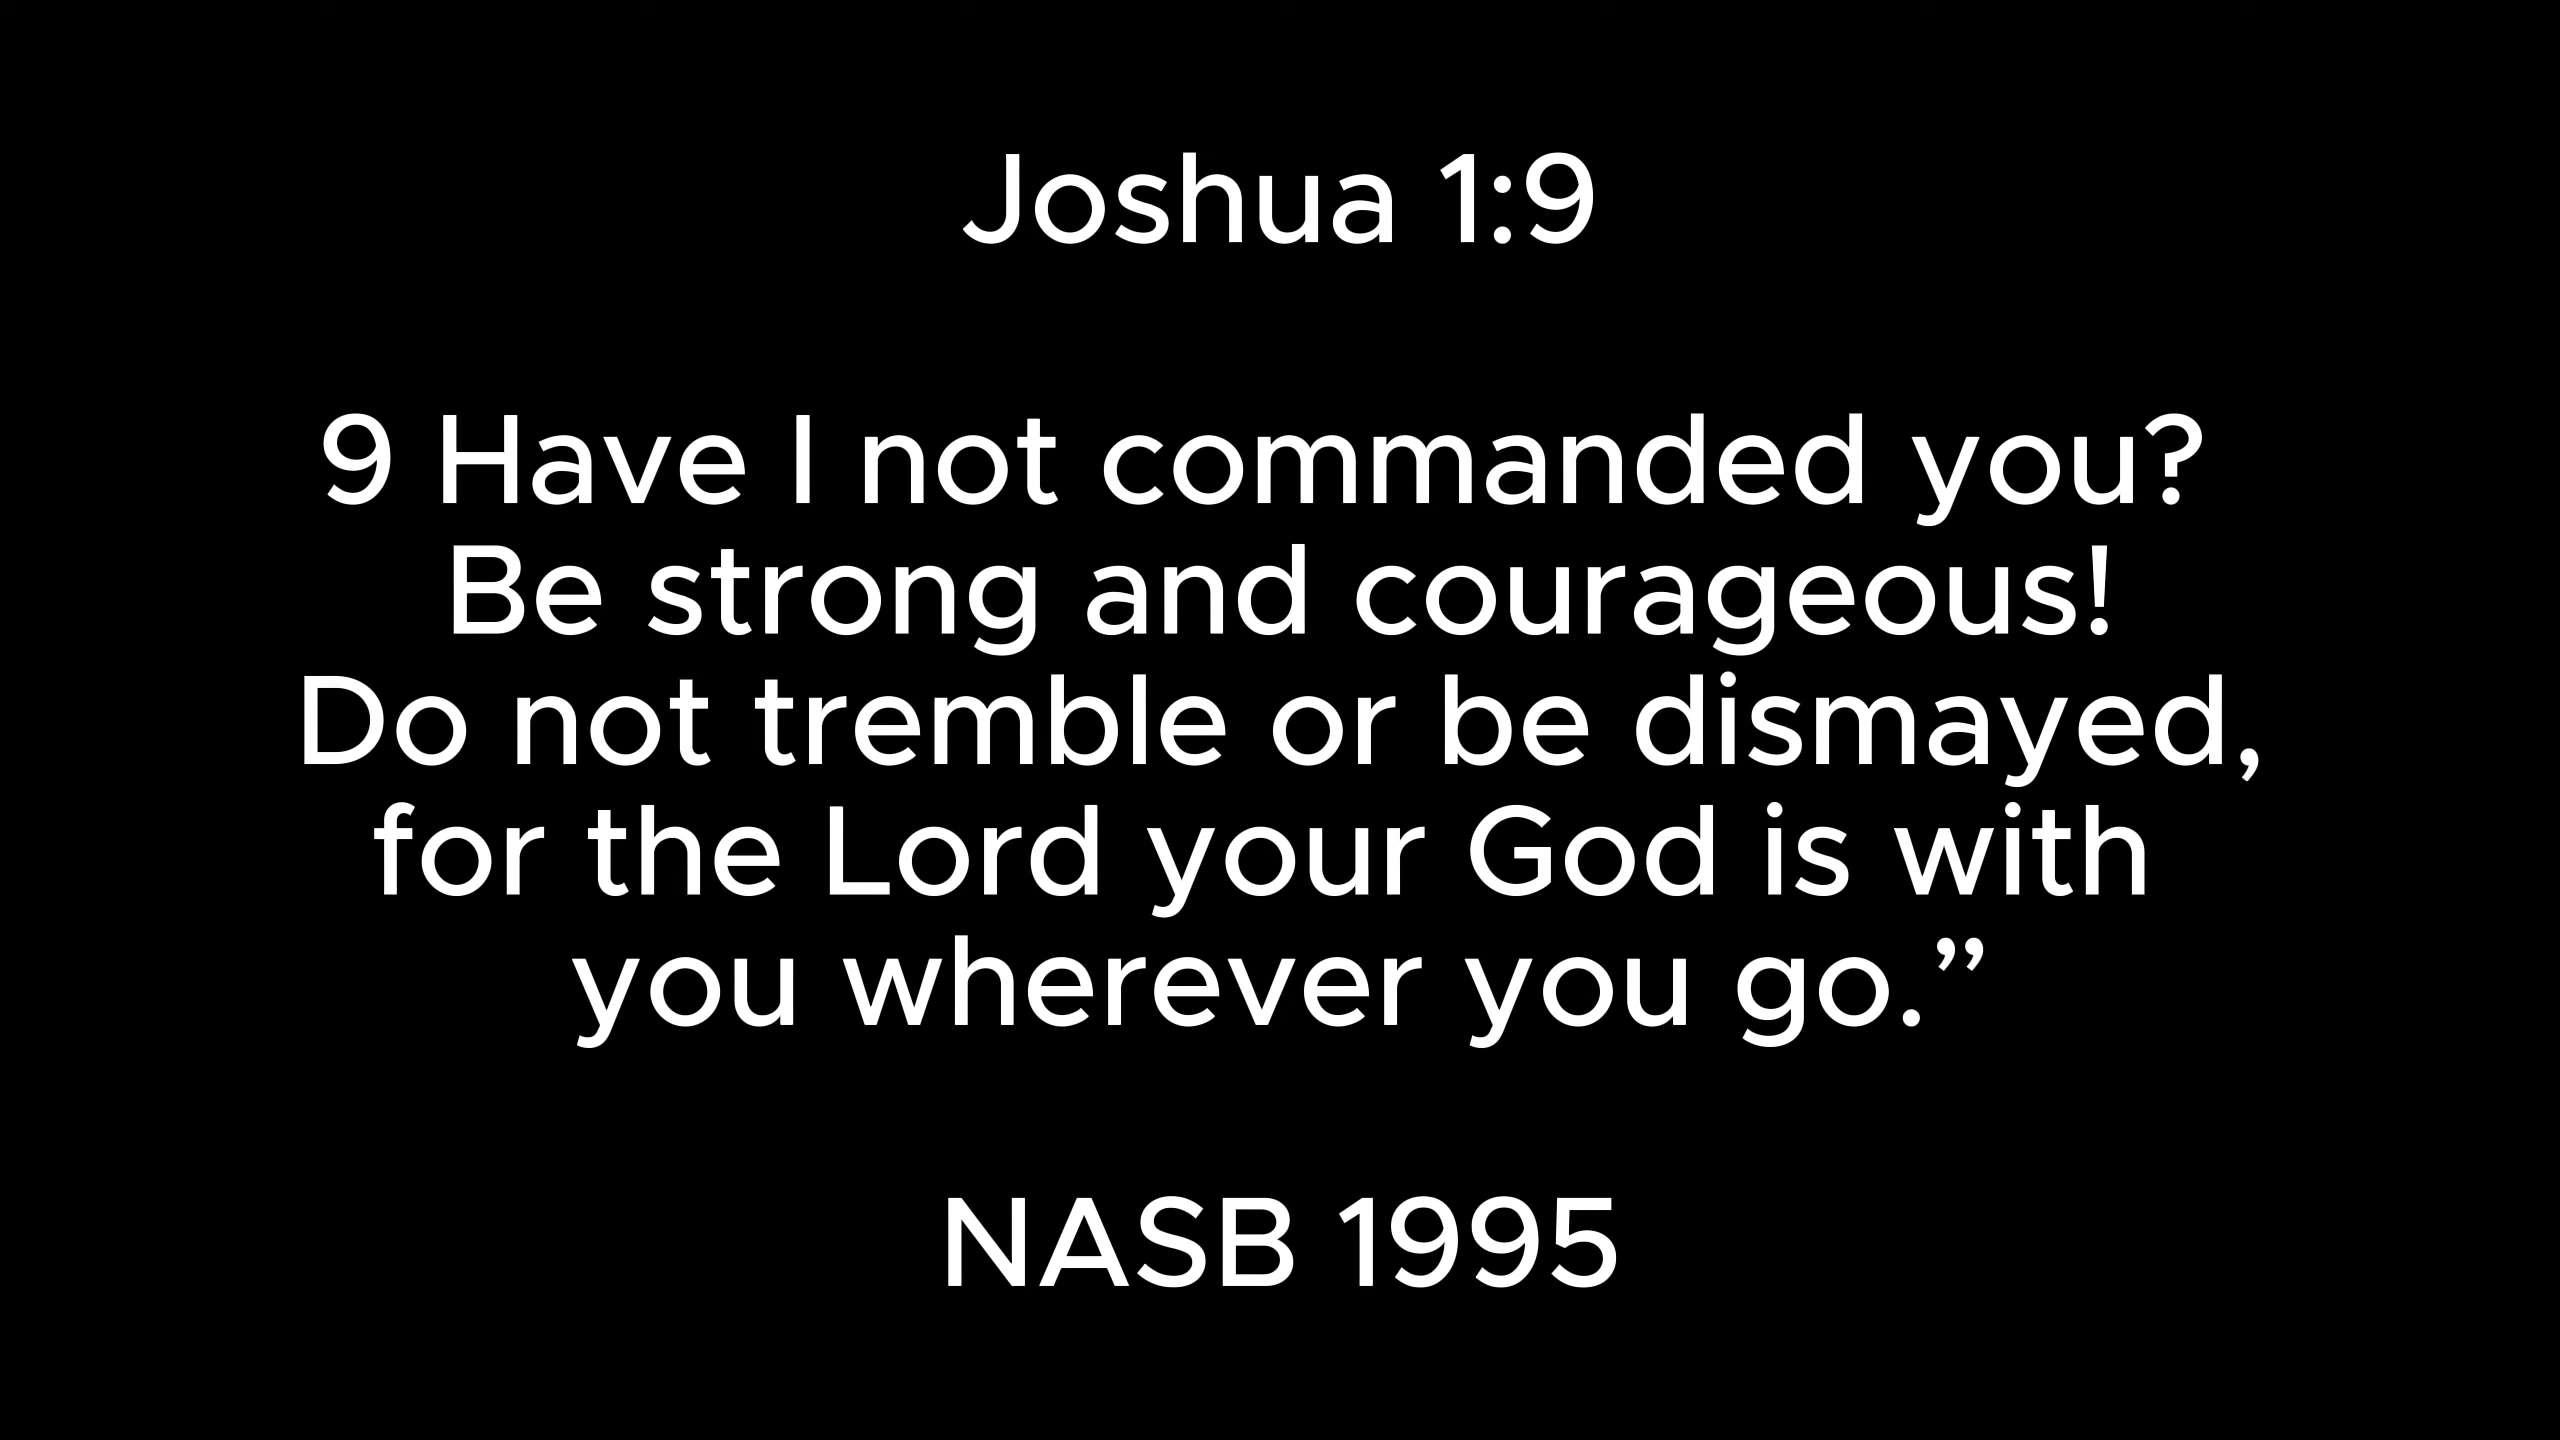 Joshua 1:9
9 Have I not commanded you?
Be strong and courageous!
Do not tremble or be dismayed,
for the Lord your God is with
you wherever you go.”
NASB 1995